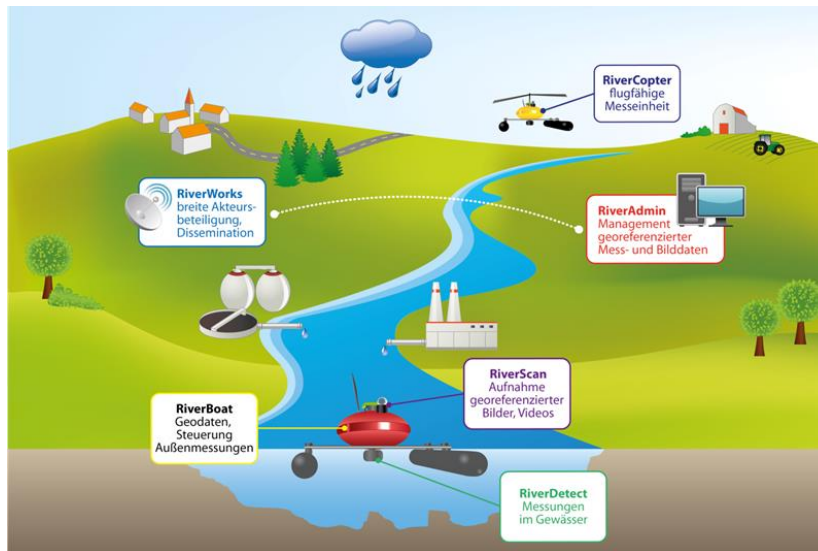 RiverCopter
flugfähige
Messeinheit
RiverWorks
breite Akteurs-
beteiligung,
Dissemination
RiverAdmin
Management
georeferenzierter
Mess- und Bilddaten
RiverScan
Aufnahme
georeferenzierter
Bilder, Videos
RiverBoat
Geodaten,
Steuerung
Außenmessungen
RiverDetect
Messungen
im Gewässer